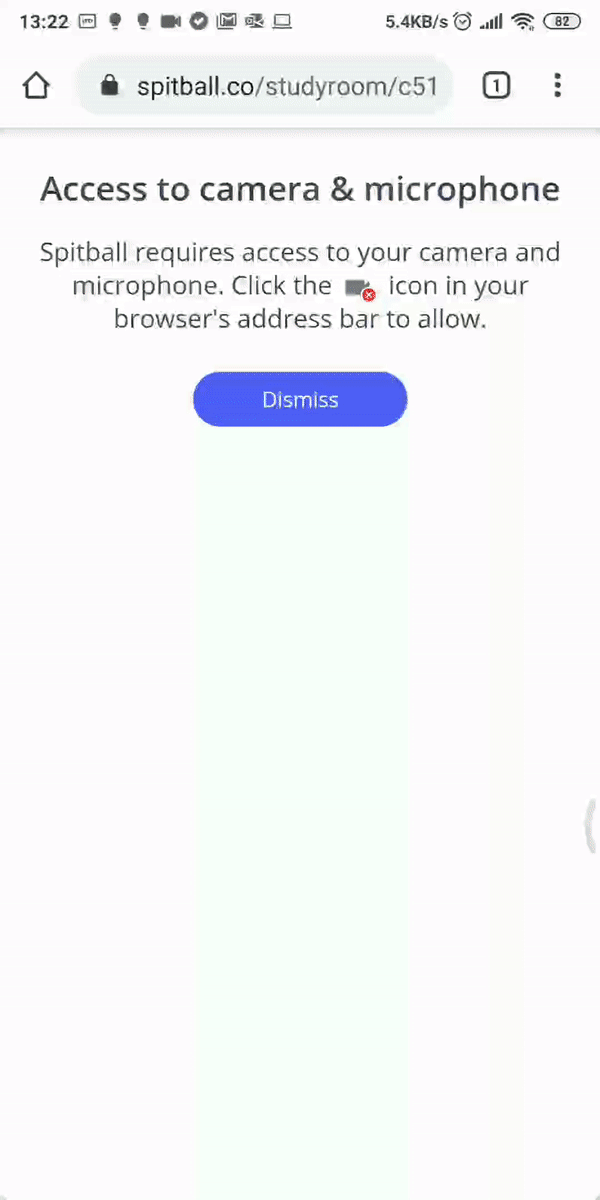 13:22 5.4KB/s 82
spitball.co/studyroom/c51 1
Access to camera & microphone
Spitball requires access to your camera and
microphone. Click the icon in your
browser's address bar to allow.
Dismiss